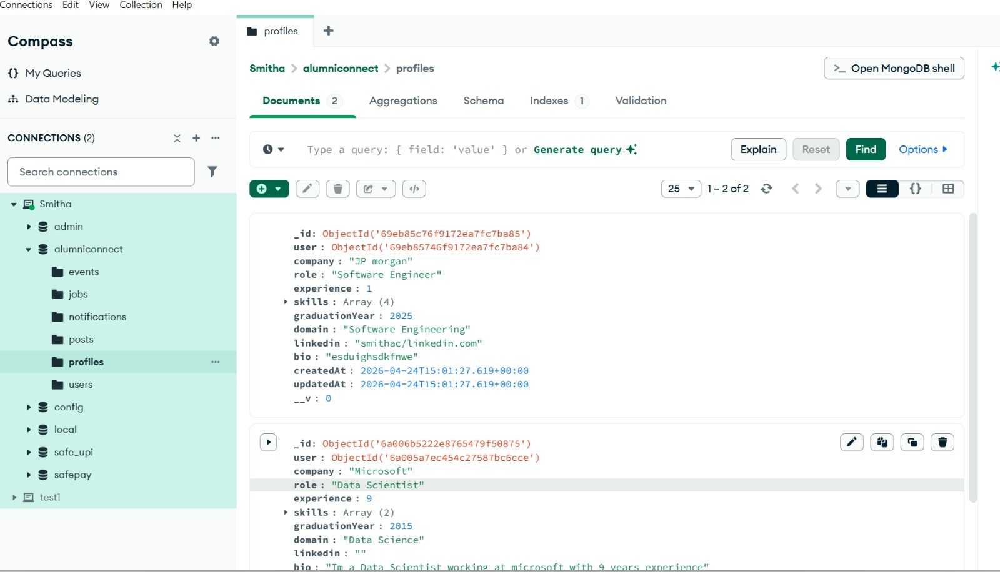 Connections Edit View Collection Help
Compass
My Queries
Data Modeling
CONNECTIONS (2)
Search connections
Smitha
admin
alumniconnect
events
jobs
notifications
posts
profiles
users
config
local
safe_upi
safepay
test1
profiles
Smitha > alumniconnect > profiles
>_ Open MongoDB shell
Documents 2 Aggregations Schema Indexes 1 Validation
Type a query: { field: 'value' } or Generate query
Explain Reset Find Options
25 1 – 2 of 2
_id: ObjectId('69eb85c76f9172ea7fc7ba85')
user : ObjectId('69eb85746f9172ea7fc7ba84')
company : "JP morgan"
role : "Software Engineer"
experience : 1
skills : Array (4)
graduationYear : 2025
domain : "Software Engineering"
linkedin : "smithac/linkedin.com"
bio : "esduighsdkfnwe"
createdAt : 2026-04-24T15:01:27.619+00:00
updatedAt : 2026-04-24T15:01:27.619+00:00
__v : 0
_id: ObjectId('6a006b5222e8765479f50875')
user : ObjectId('6a005a7ec454c27587bc6cce')
company : "Microsoft"
role : "Data Scientist"
experience : 9
skills : Array (2)
graduationYear : 2015
domain : "Data Science"
linkedin : ""
bio : "Im a Data Scientist working at microsoft with 9 years experience"